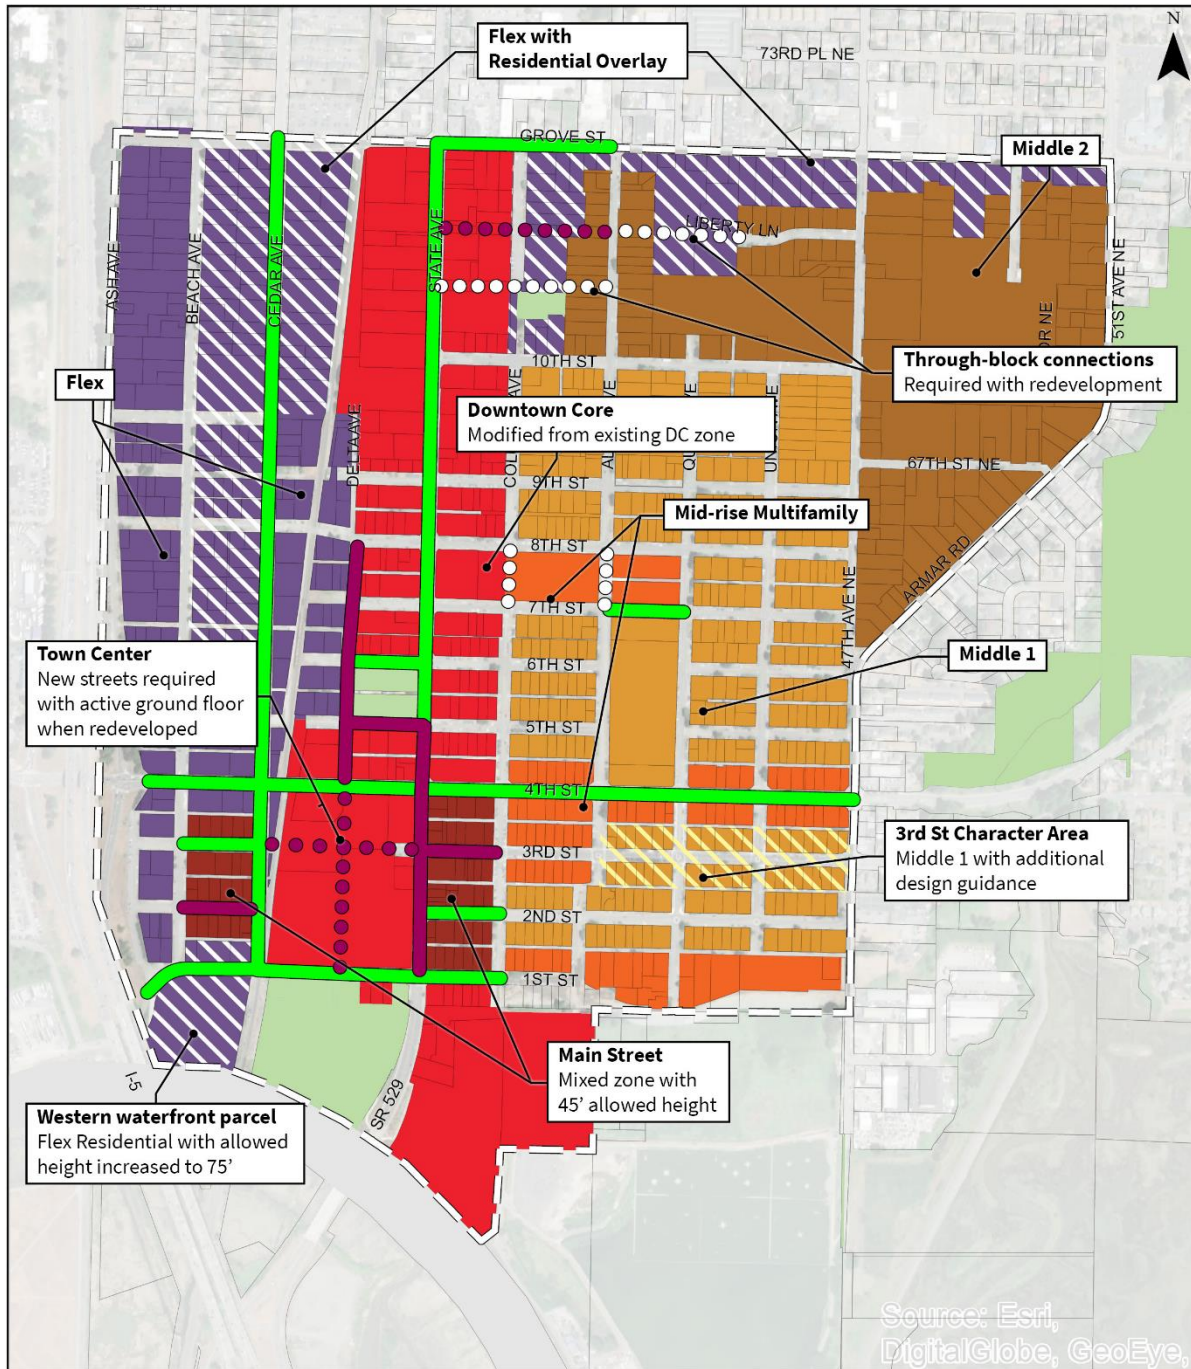 N
Flex with
Residential Overlay
73RD PL NE
GROVE ST
Middle 2
LIBERTY LN
STATE AVE
ASH AVE
BEACH AVE
CEDAR AVE
51ST AVE NE
DR NE
10TH ST
Through-block connections
Required with redevelopment
Flex
Downtown Core
Modified from existing DC zone
DELTA AVE
67TH ST NE
9TH ST
Mid-rise Multifamily
8TH ST
ARMAR RD
7TH ST
47TH AVE NE
Town Center
New streets required
with active ground floor
when redeveloped
6TH ST
Middle 1
5TH ST
4TH ST
3rd St Character Area
Middle 1 with additional
design guidance
3RD ST
2ND ST
1ST ST
Main Street
Mixed zone with
45' allowed height
I-5
SR 529
Western waterfront parcel
Flex Residential with allowed
height increased to 75'
Source: Esri,
DigitalGlobe, GeoEye,